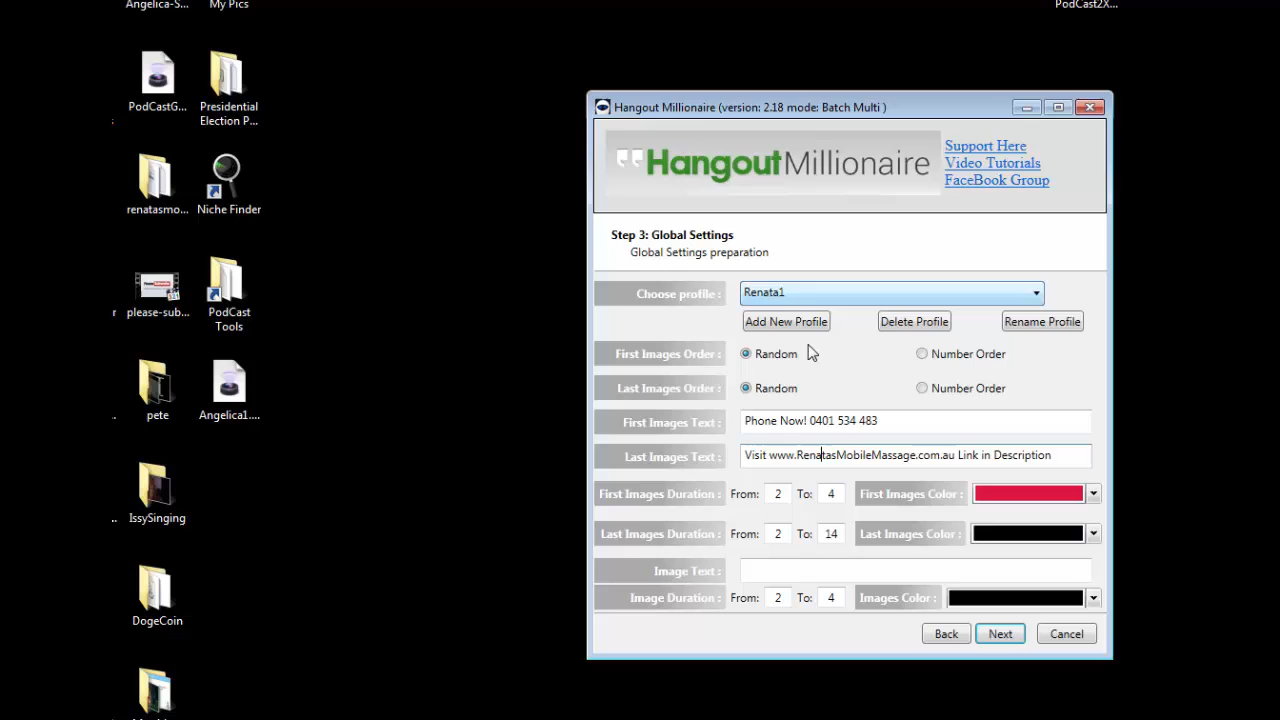 Angelica-S...
My Pics
PodCast2X...
PodCastG...
Presidential
Election P...
renatasmo...
Niche Finder
please-sub...
PodCast
Tools
pete
Angelica1....
IssySinging
DogeCoin
Hangout Millionaire (version: 2.18 mode: Batch Multi )
HangoutMillionaire
Support Here
Video Tutorials
FaceBook Group
Step 3: Global Settings
Global Settings preparation
Choose profile : Renata1
Add New Profile Delete Profile Rename Profile
First Images Order : Random Number Order
Last Images Order : Random Number Order
First Images Text : Phone Now! 0401 534 483
Last Images Text : Visit www.RenatasMobileMassage.com.au Link in Description
First Images Duration : From: 2 To: 4 First Images Color :
Last Images Duration : From: 2 To: 14 Last Images Color :
Image Text :
Image Duration : From: 2 To: 4 Images Color :
Back Next Cancel